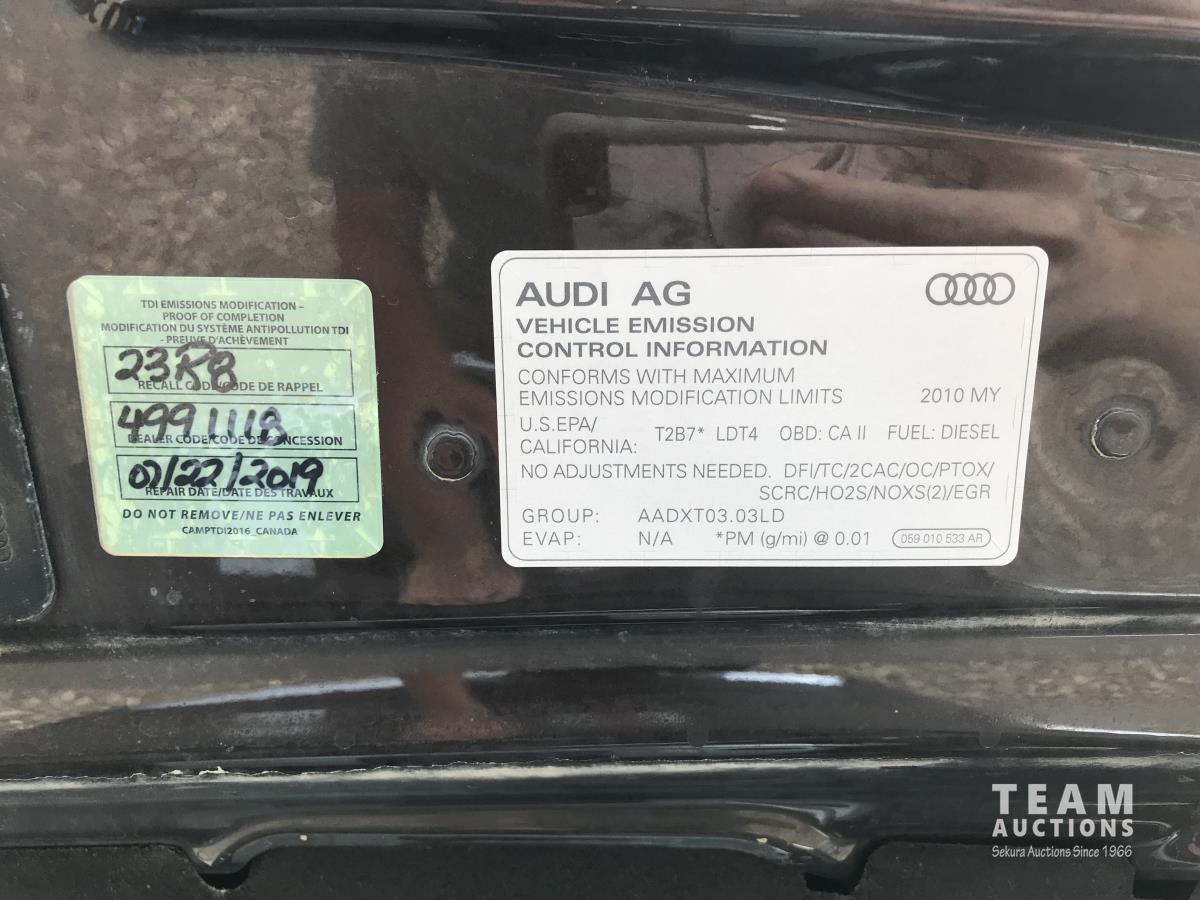 TDI EMISSIONS MODIFICATION –
PROOF OF COMPLETION
MODIFICATION DU SYSTÈME ANTIPOLLUTION TDI
- PREUVE D'ACHÈVEMENT
23R8
RECALL CODE/CODE DE RAPPEL
4991118
DEALER CODE/CODE DE CONCESSION
/22/2019
REPAIR DATE/DATE DES TRAVAUX
DO NOT REMOVE/NE PAS ENLEVER
CAMPTDI2016_CANADA
AUDI AG
VEHICLE EMISSION
CONTROL INFORMATION
CONFORMS WITH MAXIMUM
EMISSIONS MODIFICATION LIMITS 2010 MY
U.S.EPA/
CALIFORNIA: T2B7* LDT4 OBD: CA II FUEL: DIESEL
NO ADJUSTMENTS NEEDED. DFI/TC/2CAC/OC/PTOX/
SCRC/HO2S/NOXS(2)/EGR
GROUP: AADXT03.03LD
EVAP: N/A *PM (g/mi) @ 0.01 059 010 533 AR
TEAM
AUCTIONS
Sekura Auctions Since 1966